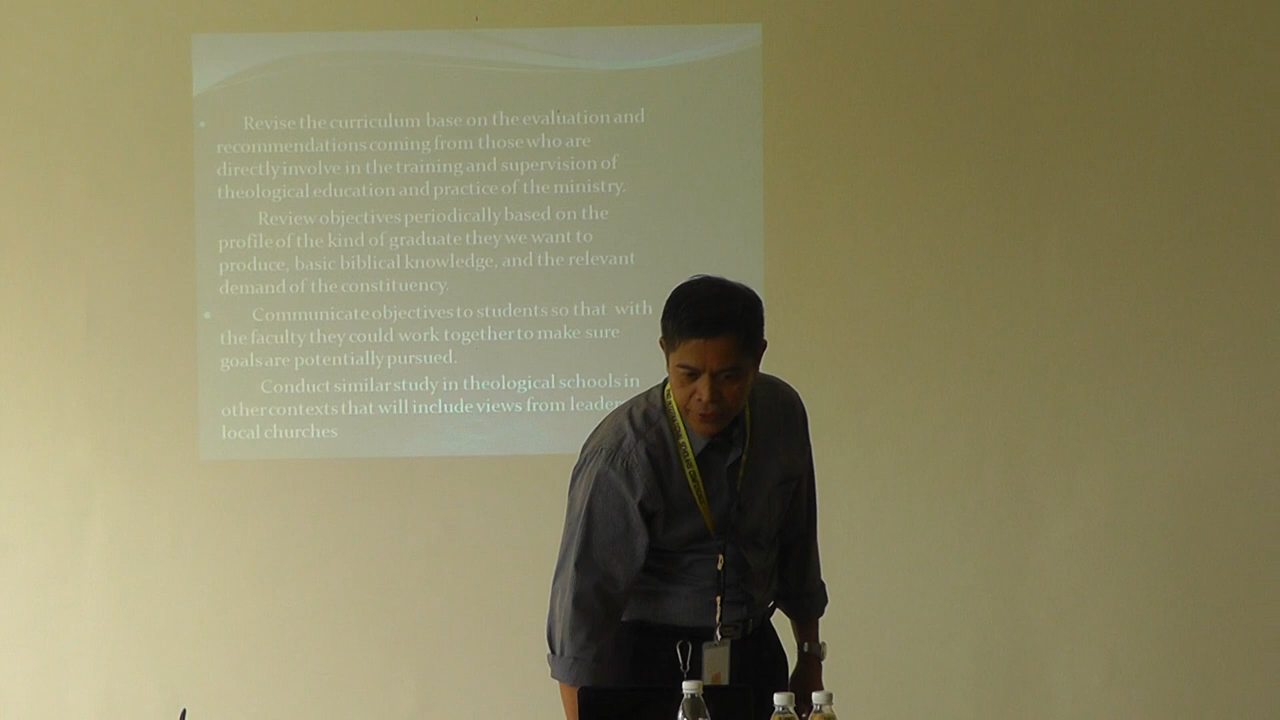 • Revise the curriculum base on the evaluation and
recommendations coming from those who are
directly involve in the training and supervision of
theological education and practice of the ministry.
Review objectives periodically based on the
profile of the kind of graduate they we want to
produce, basic biblical knowledge, and the relevant
demand of the constituency.
• Communicate objectives to students so that with
the faculty they could work together to make sure
goals are potentially pursued.
Conduct similar study in theological schools in
other contexts that will include views from leader
local churches